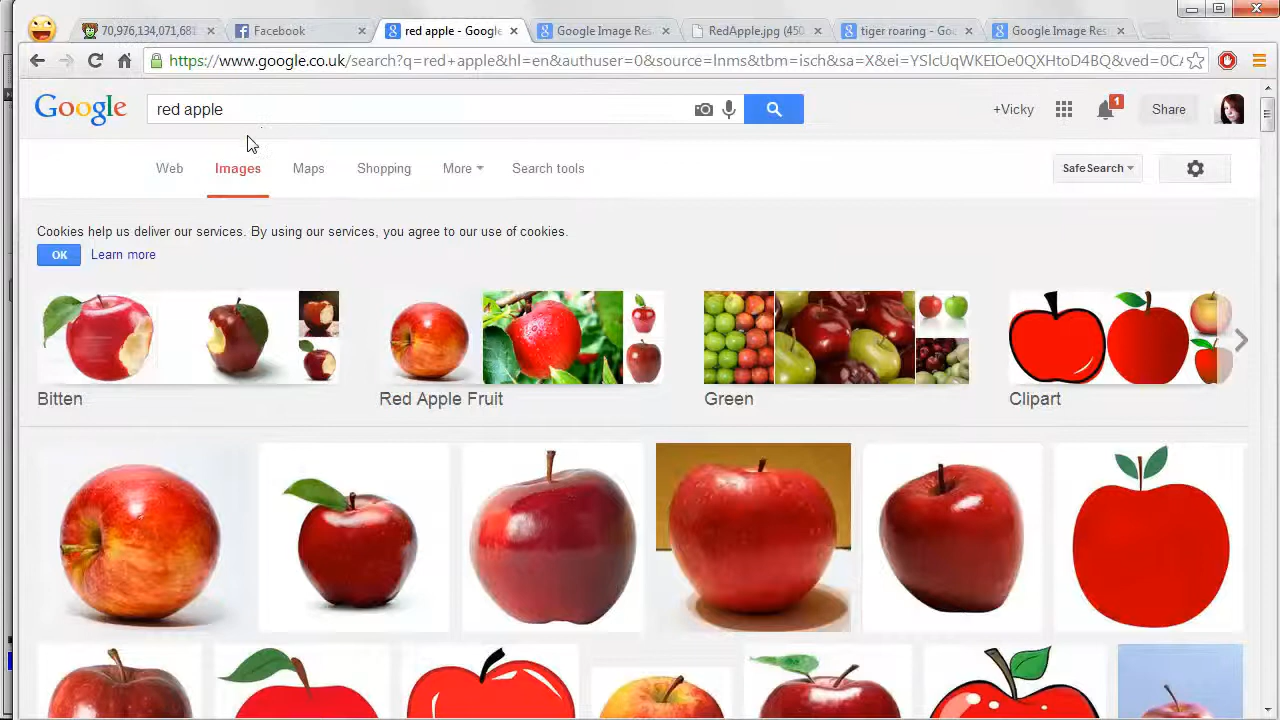 70,976,134,071,681
Facebook
red apple - Google
Google Image Res
RedApple.jpg (450
tiger roaring - Goo
Google Image Res
https://www.google.co.uk/search?q=red+apple&hl=en&authuser=0&source=lnms&tbm=isch&sa=X&ei=YSlcUqWKEIOe0QXHtoD4BQ&ved=0CA
Google
red apple
+Vicky
1
Share
Web
Images
Maps
Shopping
More
Search tools
SafeSearch
Cookies help us deliver our services. By using our services, you agree to our use of cookies.
OK
Learn more
Bitten
Red Apple Fruit
Green
Clipart